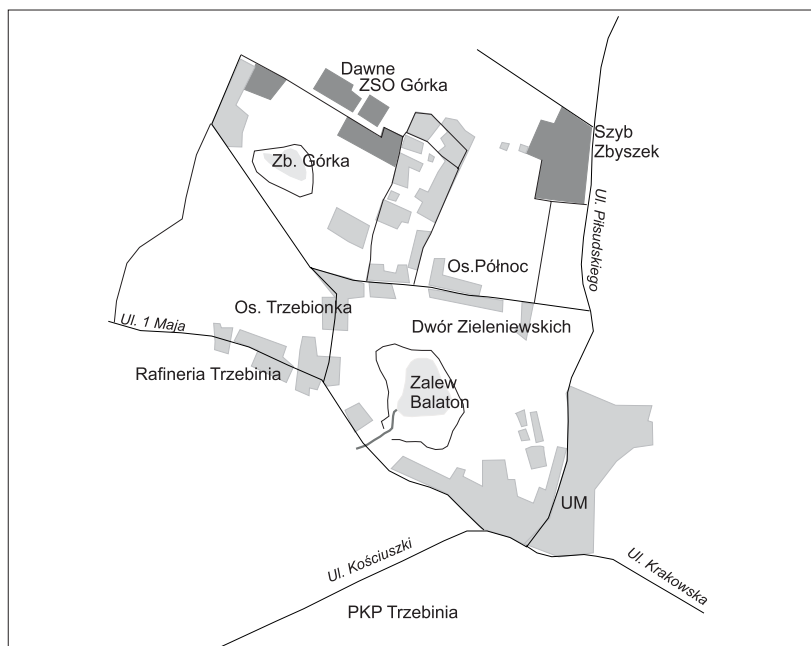 Dawne
ZSO Górka
Szyb
Zbyszek
Zb. Górka
Ul. Piłsudskiego
Os.Północ
Os. Trzebionka
Ul. 1 Maja
Dwór Zieleniewskich
Rafineria Trzebinia
Zalew
Balaton
UM
Ul. Kościuszki
Ul. Krakowska
PKP Trzebinia